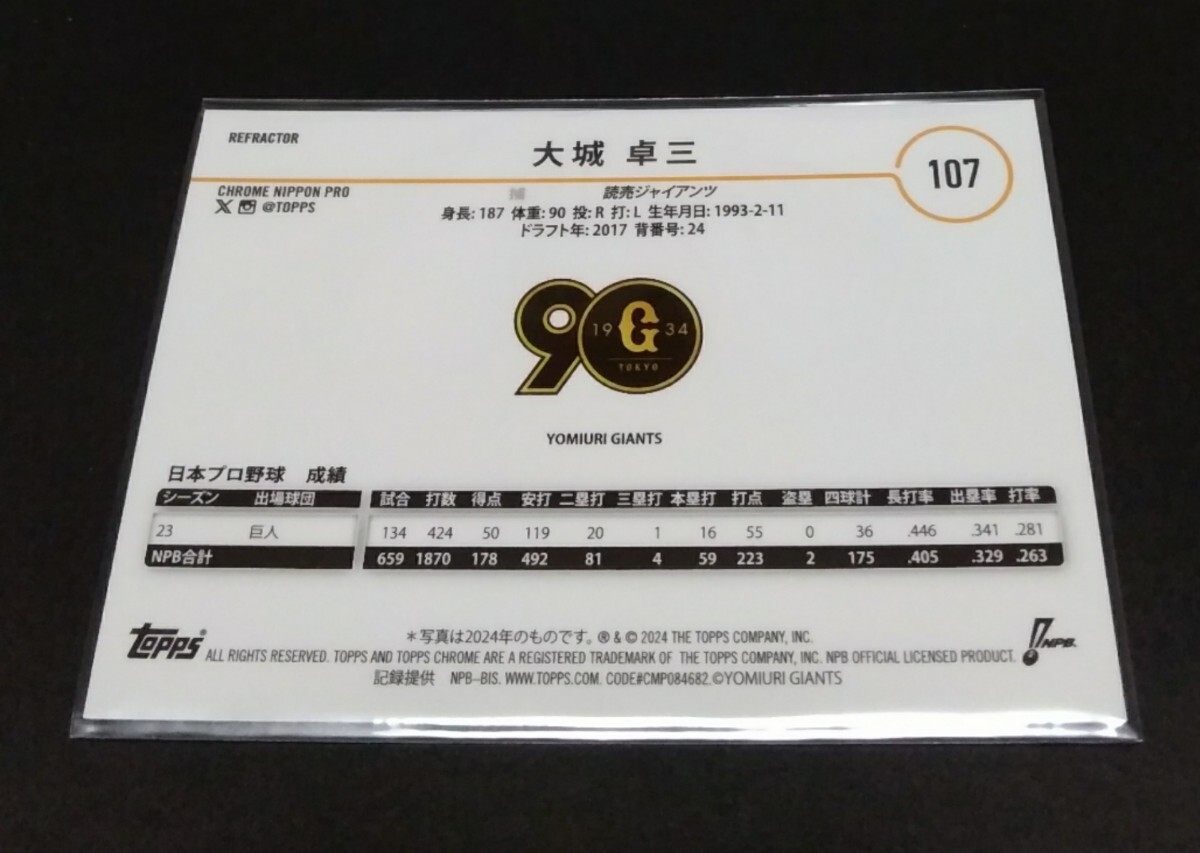 REFRACTOR
大城 卓三
107
CHROME NIPPON PRO
@TOPPS
捕 読売ジャイアンツ
身長: 187 体重: 90 投: R 打: L 生年月日: 1993-2-11
ドラフト年: 2017 背番号: 24
90
19 G 34
TOKYO
YOMIURI GIANTS
日本プロ野球 成績
シーズン 出場球団 試合 打数 得点 安打 二塁打 三塁打 本塁打 打点 盗塁 四球計 長打率 出塁率 打率
23 巨人 134 424 50 119 20 1 16 55 0 36 .446 .341 .281
NPB合計 659 1870 178 492 81 4 59 223 2 175 .405 .329 .263
topps®
＊写真は2024年のものです。® & © 2024 THE TOPPS COMPANY, INC.
ALL RIGHTS RESERVED. TOPPS AND TOPPS CHROME ARE A REGISTERED TRADEMARK OF THE TOPPS COMPANY, INC. NPB OFFICIAL LICENSED PRODUCT.
NPB.
記録提供 NPB-BIS. WWW.TOPPS.COM. CODE#CMP084682.©YOMIURI GIANTS